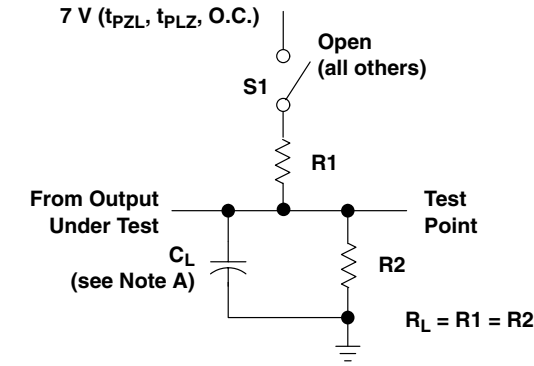 7 V (tPZL, tPLZ, O.C.)
Open
(all others)
S1
R1
From Output
Under Test
Test
Point
CL
(see Note A)
R2
RL = R1 = R2